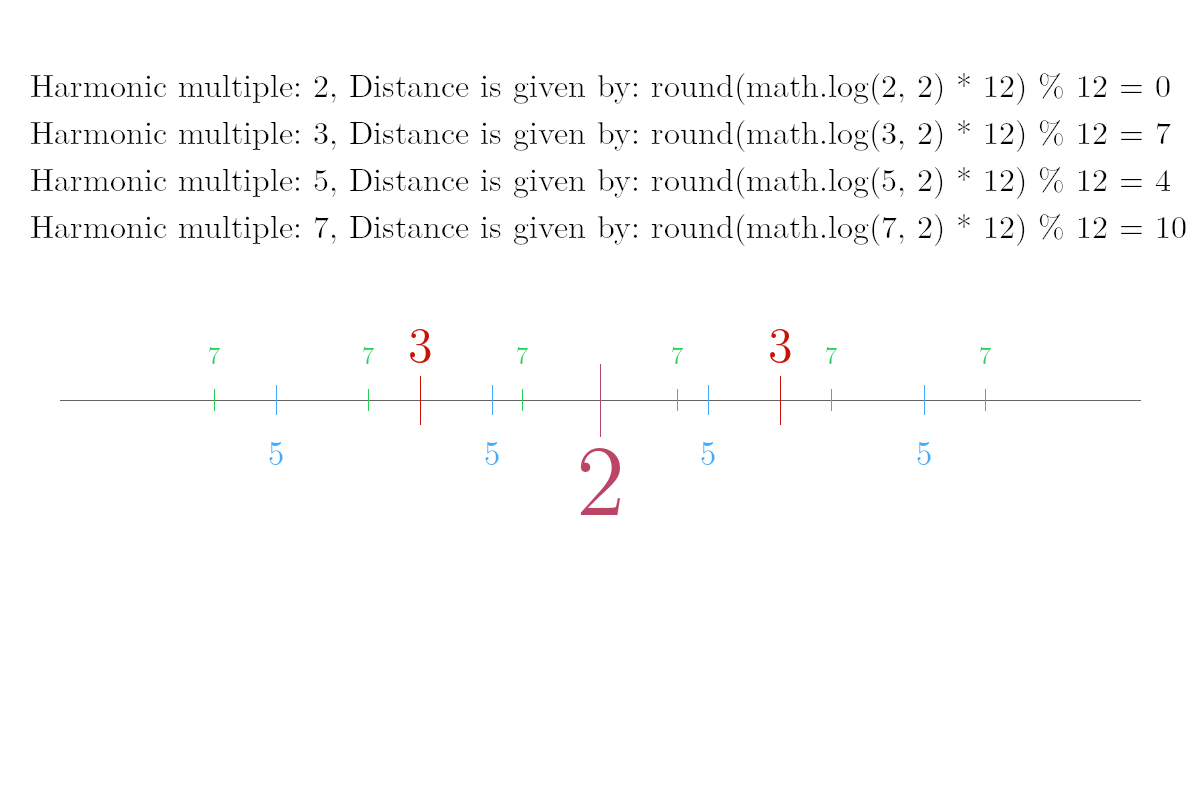 Harmonic multiple: 2, Distance is given by: round(math.log(2, 2) * 12) % 12 = 0
Harmonic multiple: 3, Distance is given by: round(math.log(3, 2) * 12) % 12 = 7
Harmonic multiple: 5, Distance is given by: round(math.log(5, 2) * 12) % 12 = 4
Harmonic multiple: 7, Distance is given by: round(math.log(7, 2) * 12) % 12 = 10
7 7 3 7 7 3 7 7
5 5 5 5
2